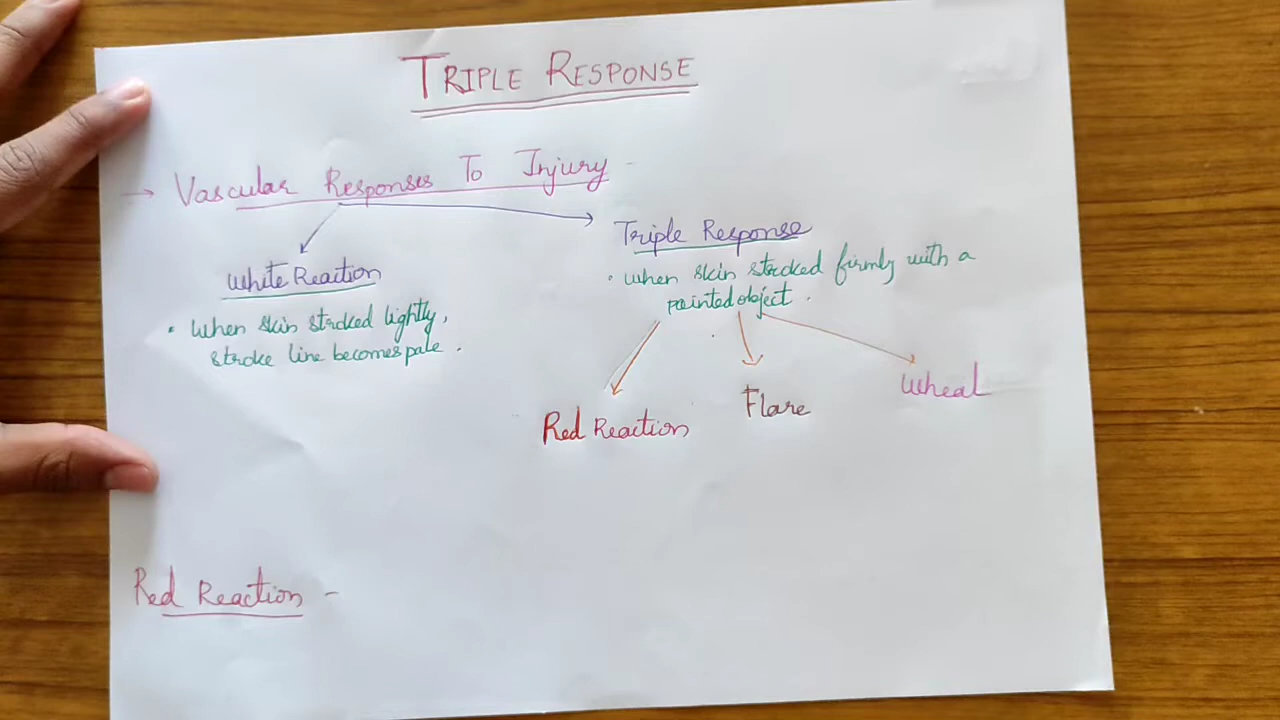 TRIPLE RESPONSE
→ Vascular Responses To Injury -
White Reaction
• When skin stroked lightly,
stroke line becomes pale.
Triple Response
• when skin stroked firmly with a
pointed object.
Red Reaction
Flare
Wheal
Red Reaction -